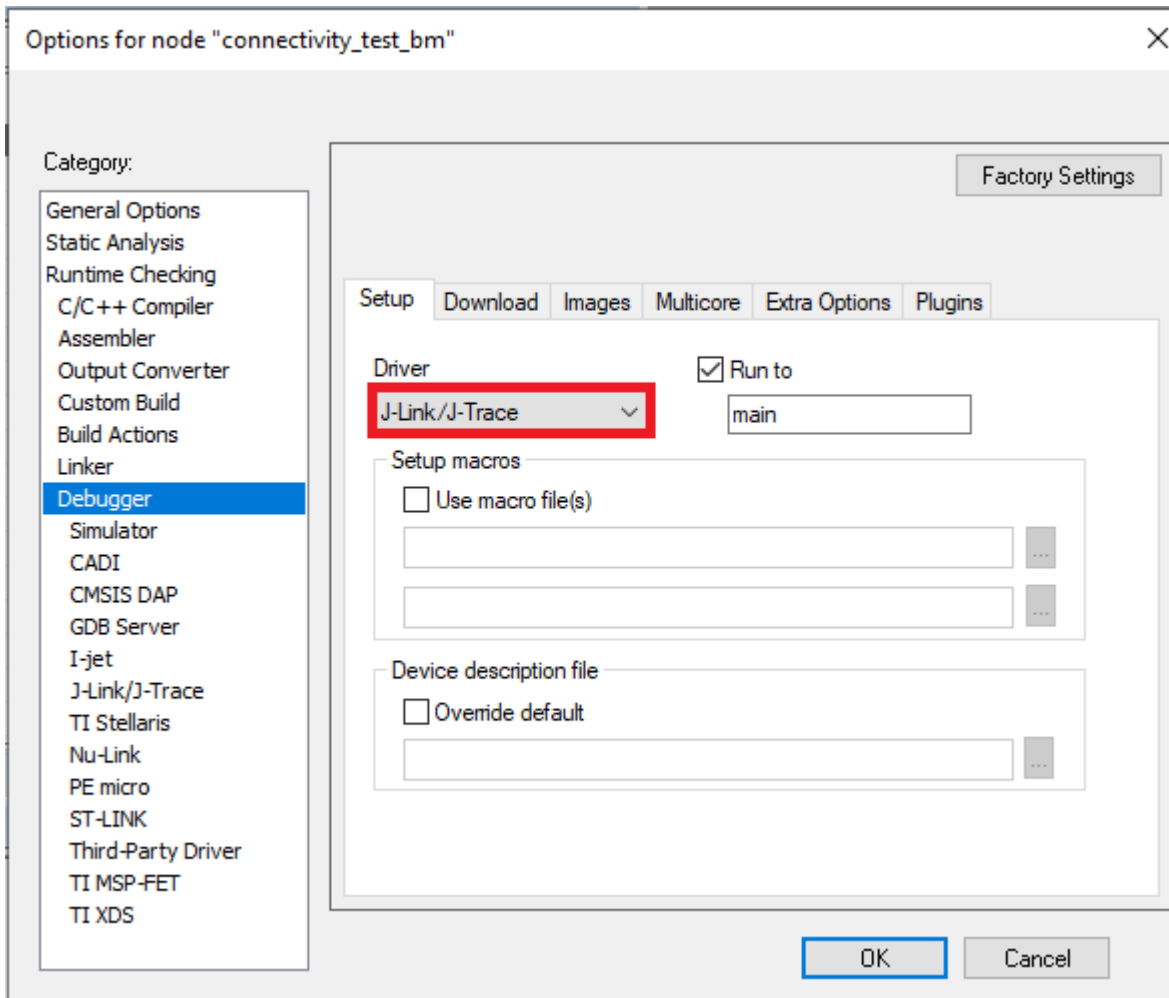 Options for node "connectivity_test_bm"
Category:
Factory Settings
General Options
Static Analysis
Runtime Checking
C/C++ Compiler
Assembler
Output Converter
Custom Build
Build Actions
Linker
Debugger
Simulator
CADI
CMSIS DAP
GDB Server
I-jet
J-Link/J-Trace
TI Stellaris
Nu-Link
PE micro
ST-LINK
Third-Party Driver
TI MSP-FET
TI XDS
Setup Download Images Multicore Extra Options Plugins
Driver
Run to
J-Link/J-Trace
main
Setup macros
Use macro file(s)
...
...
Device description file
Override default
...
OK Cancel